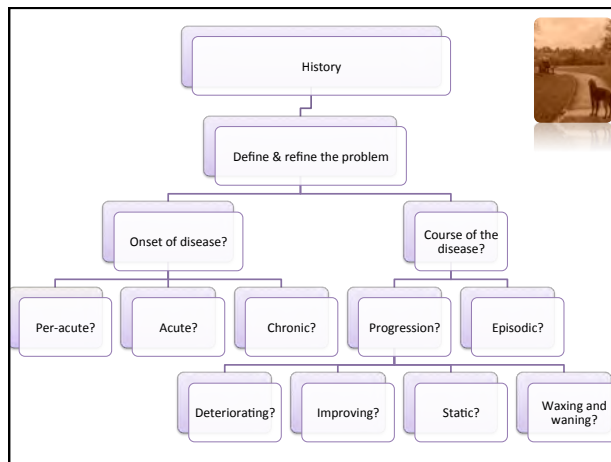 History
Define & refine the problem
Onset of disease?
Course of the
disease?
Per-acute?
Acute?
Chronic?
Progression?
Episodic?
Deteriorating?
Improving?
Static?
Waxing and
waning?